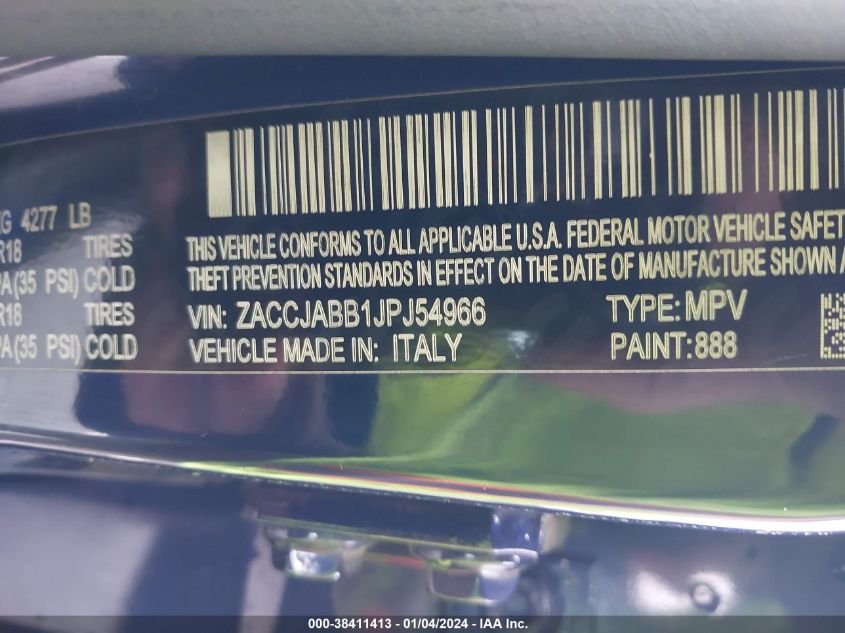 G 4277 LB
R18 TIRES
PA(35 PSI) COLD
R18 TIRES
PA(35 PSI) COLD
THIS VEHICLE CONFORMS TO ALL APPLICABLE U.S.A. FEDERAL MOTOR VEHICLE SAFETY
THEFT PREVENTION STANDARDS IN EFFECT ON THE DATE OF MANUFACTURE SHOWN A
VIN: ZACCJABB1JPJ54966 TYPE: MPV
VEHICLE MADE IN: ITALY PAINT:888
000-38411413 - 01/04/2024 - IAA Inc.